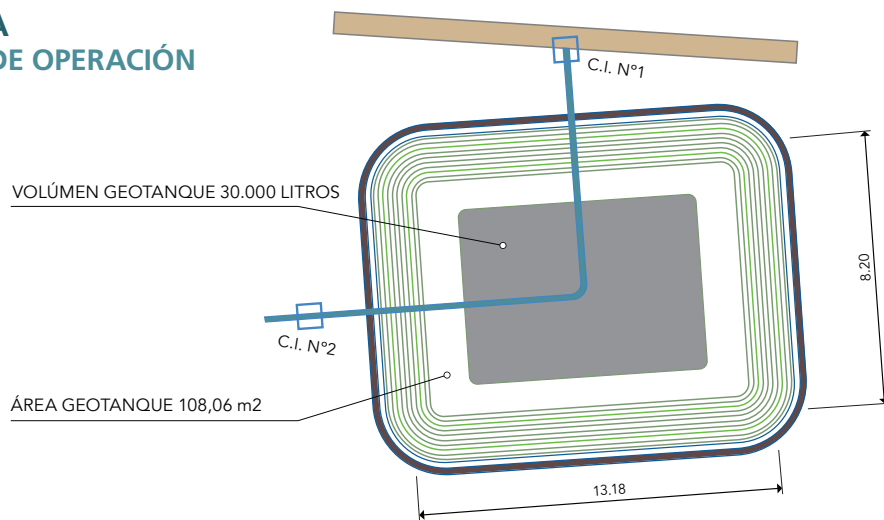 A
DE OPERACIÓN
C.I. N°1
VOLÚMEN GEOTANQUE 30.000 LITROS
8.20
C.I. N°2
ÁREA GEOTANQUE 108,06 m2
13.18